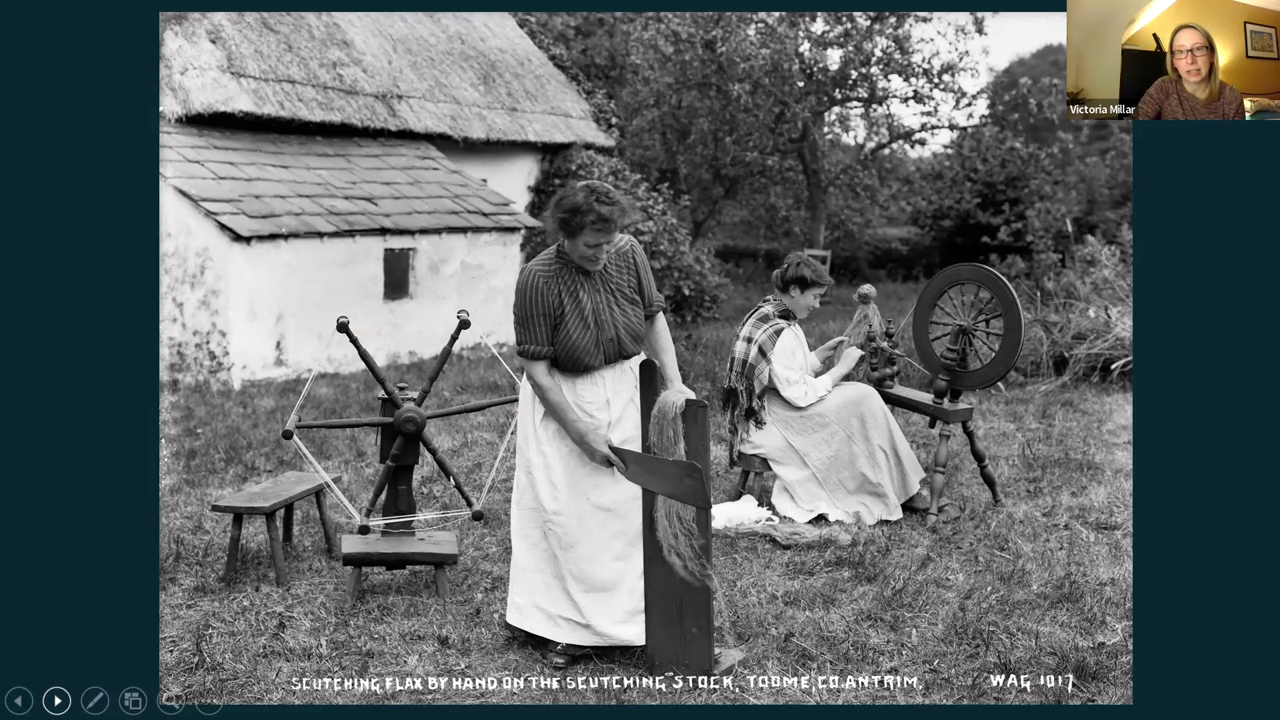 Victoria Millar
SCUTCHING FLAX BY HAND ON THE SCUTCHING STOCK, TOOME, CO. ANTRIM. WAG 1017